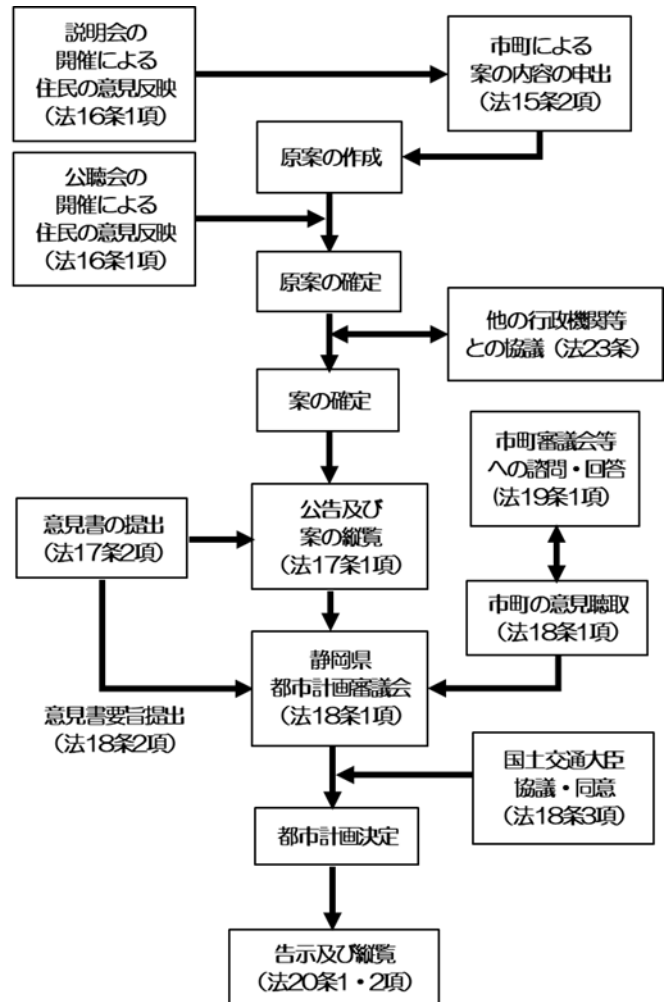 説明会の
開催による
住民の意見反映
(法16条1項)
市町による
案の内容の申出
(法15条2項)
原案の作成
公聴会の
開催による
住民の意見反映
(法16条1項)
原案の確定
他の行政機関等
との協議（法23条）
案の確定
市町審議会等
への諮問・回答
(法19条1項)
意見書の提出
(法17条2項)
公告及び
案の縦覧
(法17条1項)
市町の意見聴取
(法18条1項)
静岡県
都市計画審議会
(法18条1項)
意見書要旨提出
(法18条2項)
国土交通大臣
協議・同意
(法18条3項)
都市計画決定
告示及び縦覧
(法20条1・2項)